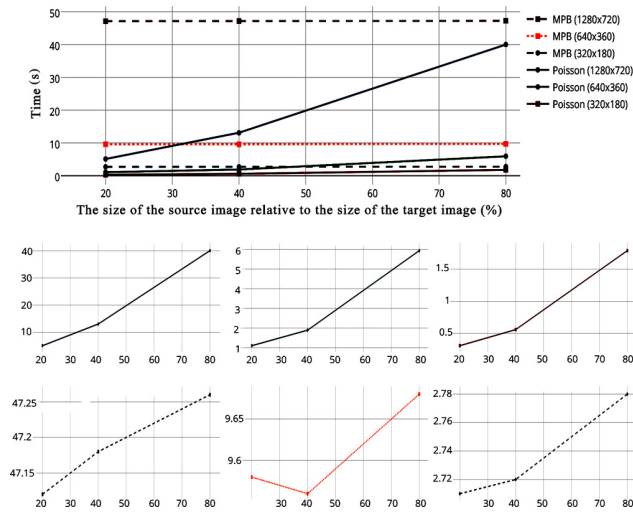 50
40
30
20
10
0
Time (s)
20 30 40 50 60 70 80
The size of the source image relative to the size of the target image (%)
MPB (1280x720)
MPB (640x360)
MPB (320x180)
Poisson (1280x720)
Poisson (640x360)
Poisson (320x180)
40
30
20
10
20 30 40 50 60 70 80
6
5
4
3
2
1
30 40 50 60 70 80
1.5
1
0.5
20 30 40 50 60 70 80
47.25
47.2
47.15
20 30 40 50 60 70 80
9.65
9.6
30 40 50 60 70 80
2.78
2.76
2.74
2.72
30 40 50 60 70 80